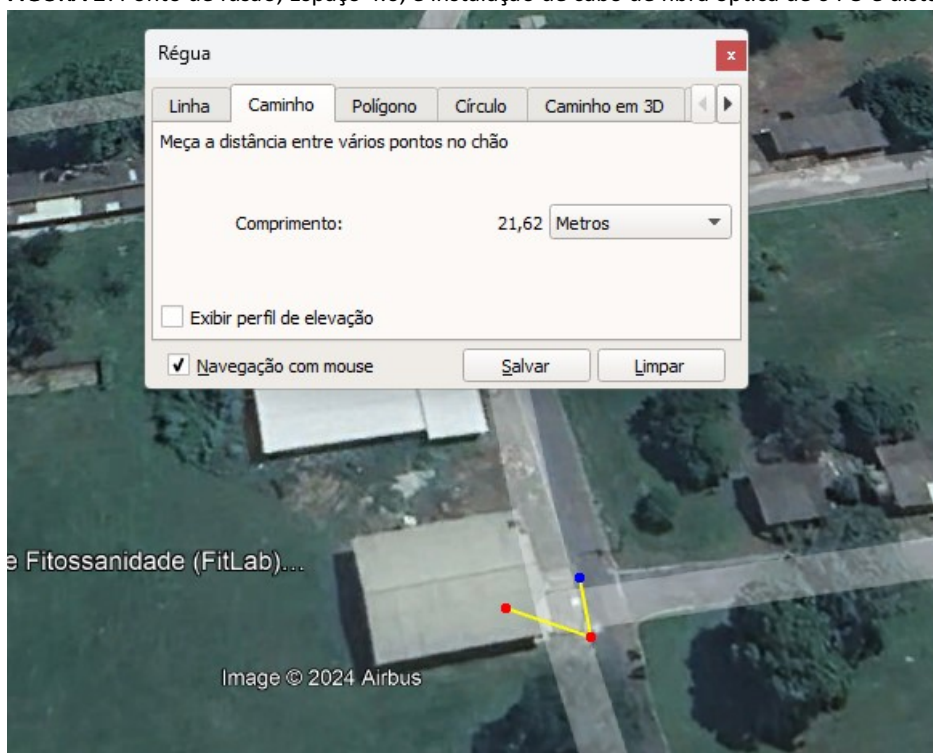 Régua
x
Linha Caminho Polígono Círculo Caminho em 3D
Meça a distância entre vários pontos no chão
Comprimento: 21,62 Metros
Exibir perfil de elevação
Navegação com mouse Salvar Limpar
e Fitossanidade (FitLab)...
Image © 2024 Airbus